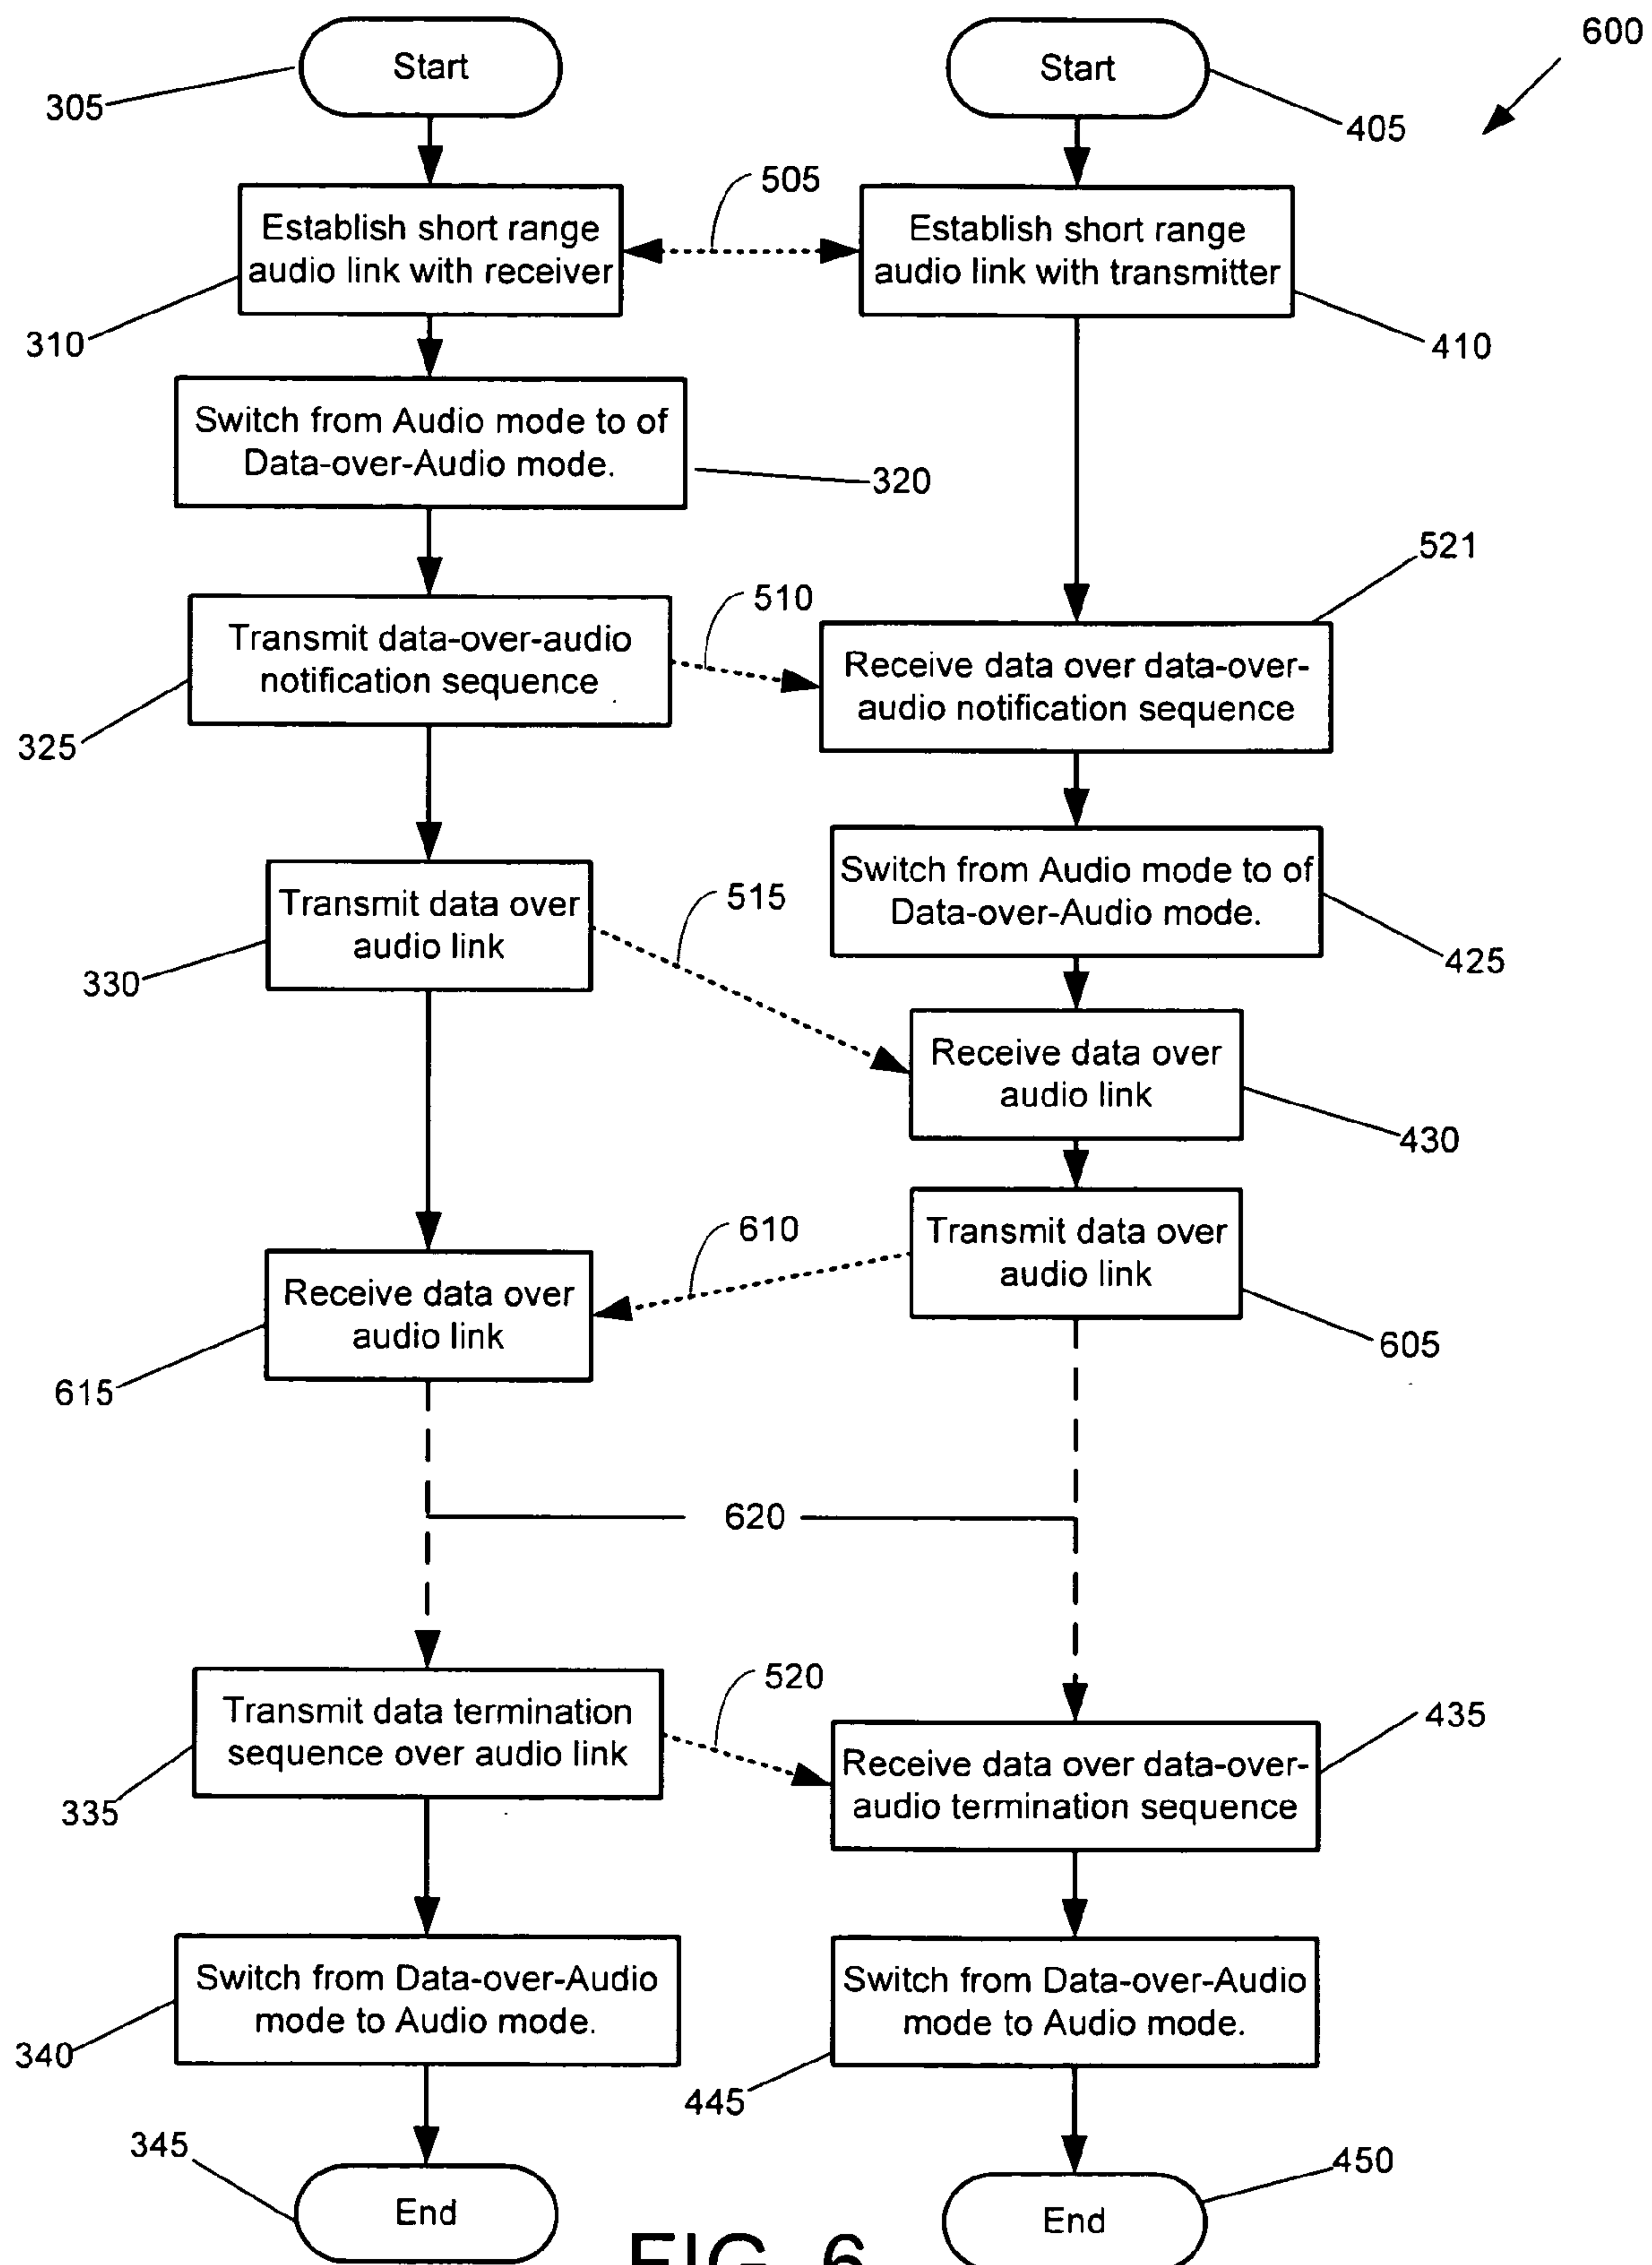 600
Start
Start
305
405
505
Establish short range
audio link with receiver
Establish short range
audio link with transmitter
310
410
Switch from Audio mode to of
Data-over-Audio mode.
320
521
510
Transmit data-over-audio
notification sequence
Receive data over data-over-
audio notification sequence
325
Switch from Audio mode to of
Data-over-Audio mode.
515
Transmit data over
audio link
425
330
Receive data over
audio link
430
610
Transmit data over
audio link
Receive data over
audio link
605
615
620
520
Transmit data termination
sequence over audio link
435
Receive data over data-over-
audio termination sequence
335
Switch from Data-over-Audio
mode to Audio mode.
Switch from Data-over-Audio
mode to Audio mode.
340
445
345
450
End
End
FIG. 6